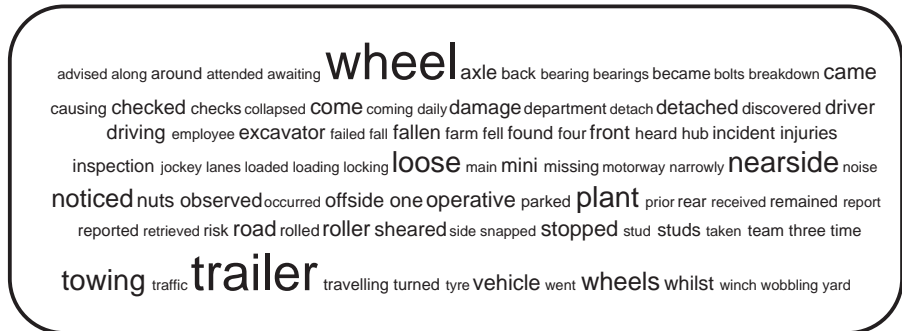 advised along around attended awaiting wheel axle back bearing bearings became bolts breakdown came
causing checked checks collapsed come coming daily damage department detach detached discovered driver
driving employee excavator failed fall fallen farm fell found four front heard hub incident injuries
inspection jockey lanes loaded loading locking loose main mini missing motorway narrowly nearside noise
noticed nuts observed occurred offside one operative parked plant prior rear received remained report
reported retrieved risk road rolled roller sheared side snapped stopped stud studs taken team three time
towing traffic trailer travelling turned tyre vehicle went wheels whilst winch wobbling yard